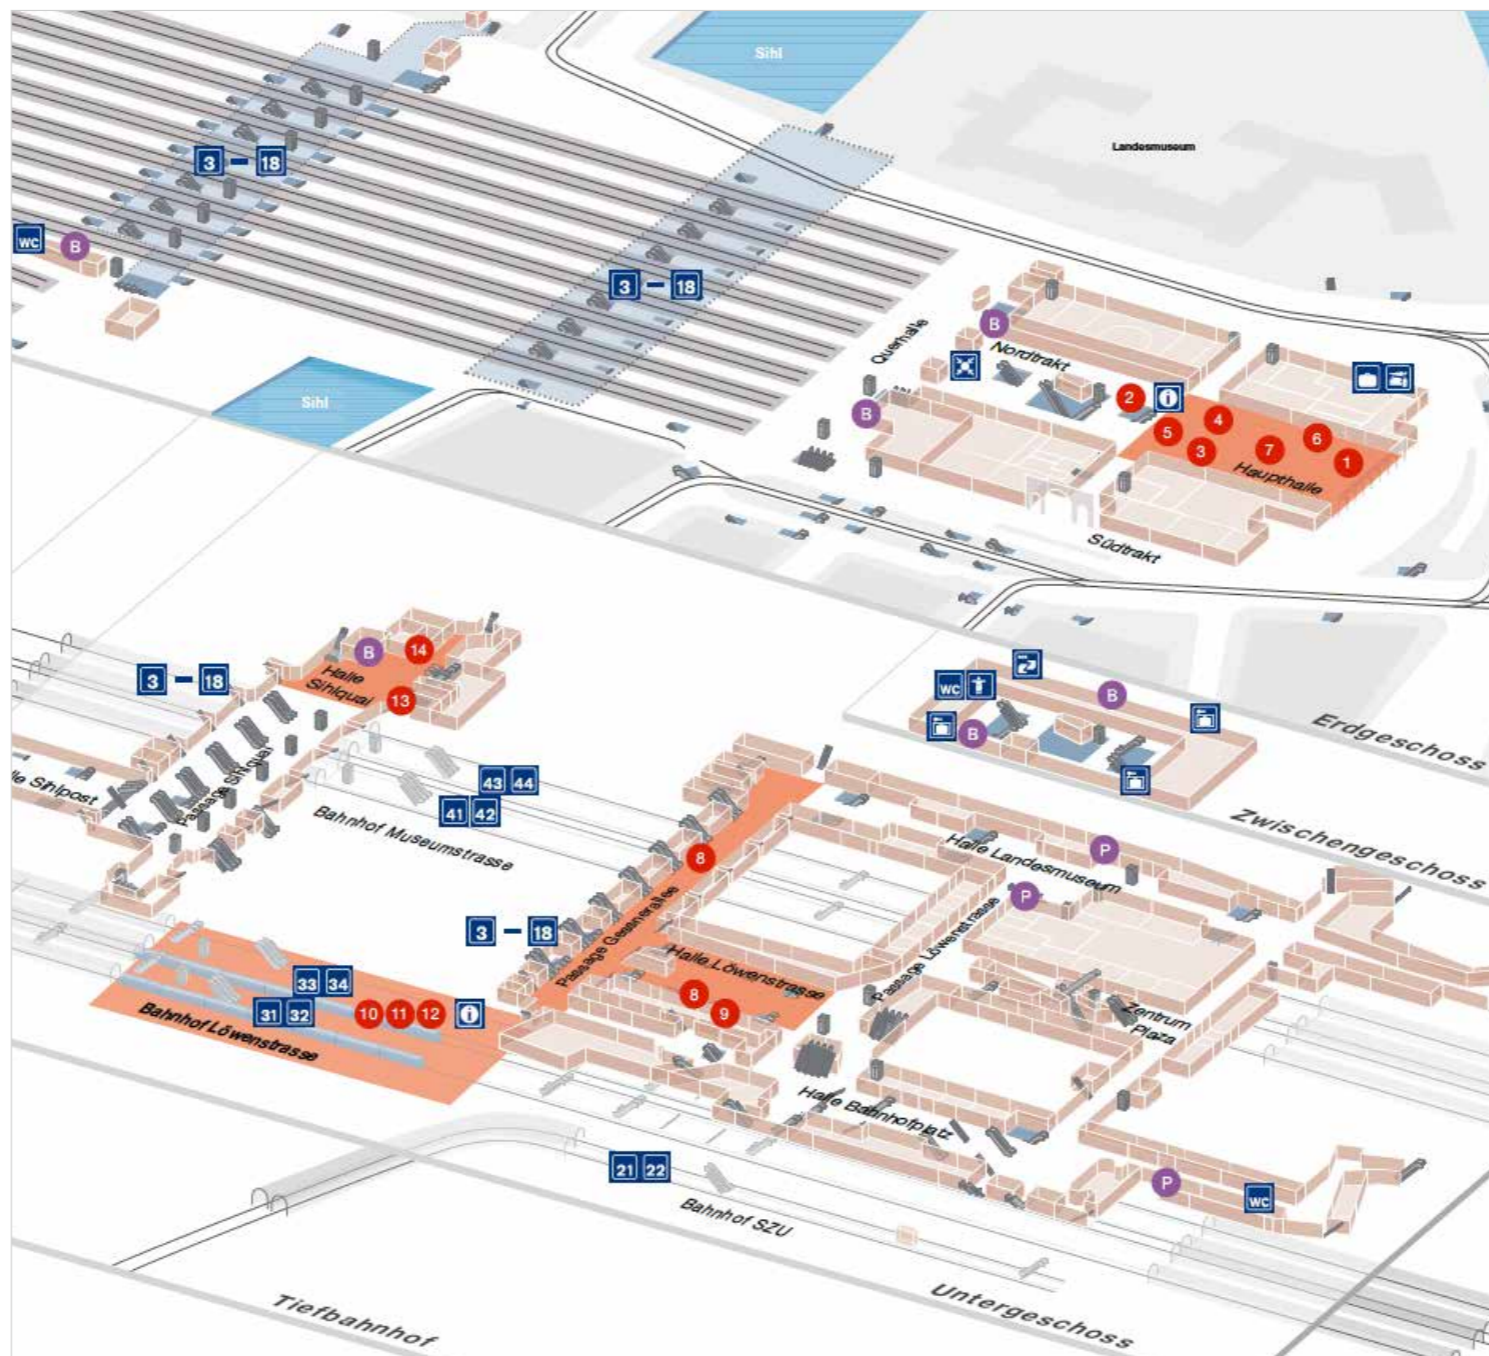 Sihl
Landesmuseum
3 – 18
WC
B
3 – 18
Sihl
Querhalle
B
Nordtrakt
B
2
i
4
5
3
7
6
1
Haupthalle
Südtrakt
B
14
Halle
Sihlquai
13
3 – 18
WC
B
B
Erdgeschoss
lle Sihlpost
Passage Sihlquai
43 44
41 42
Bahnhof Museumstrasse
Zwischengeschoss
8
Halle Landesmuseum
P
P
3 – 18
Passage Gessnerallee
Halle Löwenstrasse
Passage Löwenstrasse
8
9
Zentrum
Plaza
33 34
31 32
10 11 12
i
Bahnhof Löwenstrasse
Halle Bahnhofplatz
21 22
P
WC
Bahnhof SZU
Tiefbahnhof
Untergeschoss